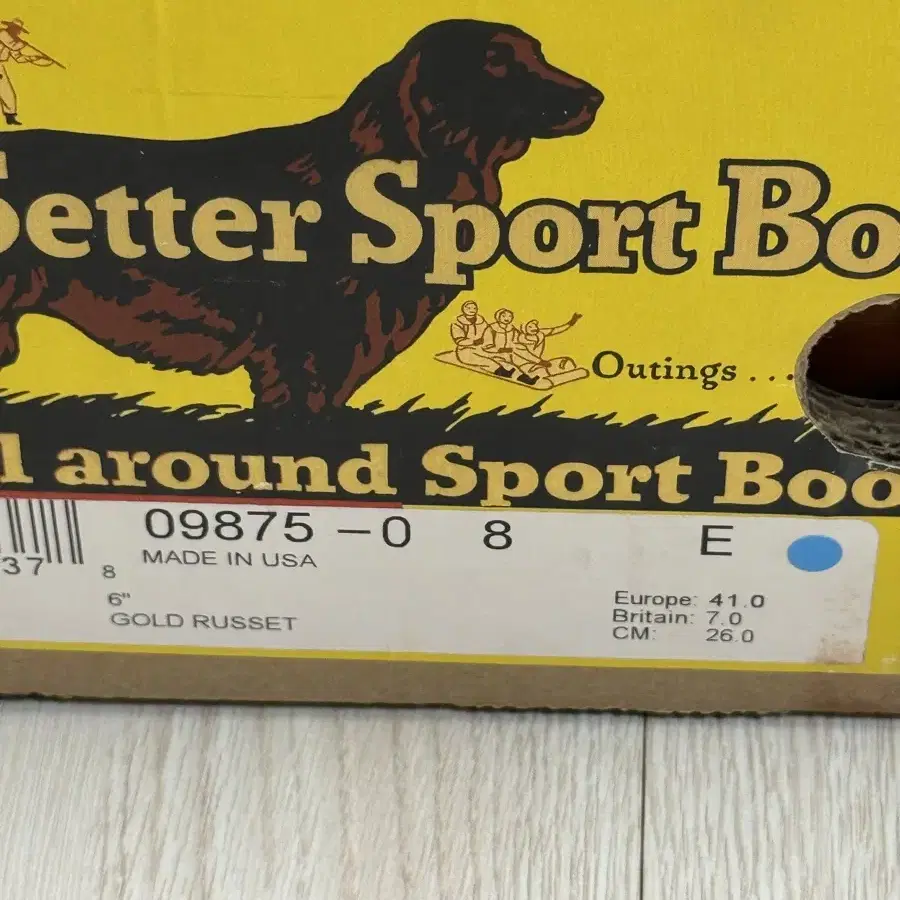 Setter Sport Bo
Outings ...
l around Sport Boo
09875 -0 8 E
MADE IN USA
37 8
6"
GOLD RUSSET
Europe: 41.0
Britain: 7.0
CM: 26.0